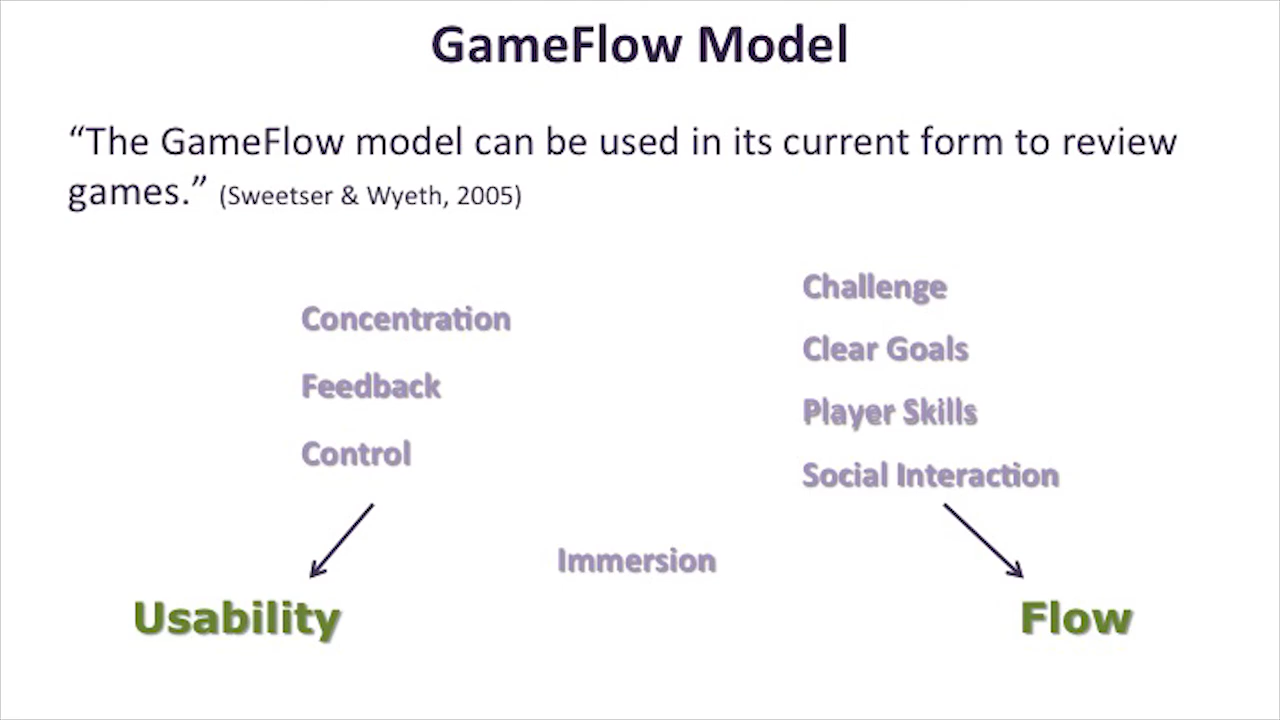 GameFlow Model
“The GameFlow model can be used in its current form to review
games.” (Sweetser & Wyeth, 2005)
Concentration
Feedback
Control
Challenge
Clear Goals
Player Skills
Social Interaction
Immersion
Usability
Flow